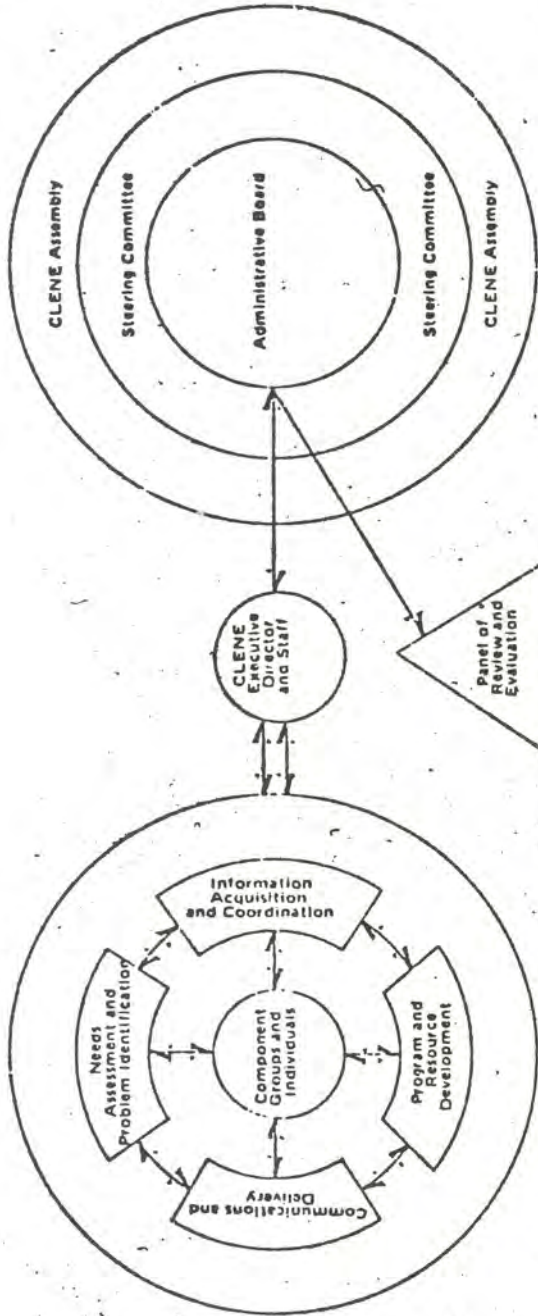 CLENE Assembly
Steering Committee
Administrative Board
Steering Committee
CLENE Assembly
CLENE
Executive
Director
and Staff
Panel of
Review and
Evaluation
Needs
Assessment and
Problem Identification
Information
Acquisition
and Coordination
Component
Groups and
Individuals
Communications and
Delivery
Program and
Resource
Development